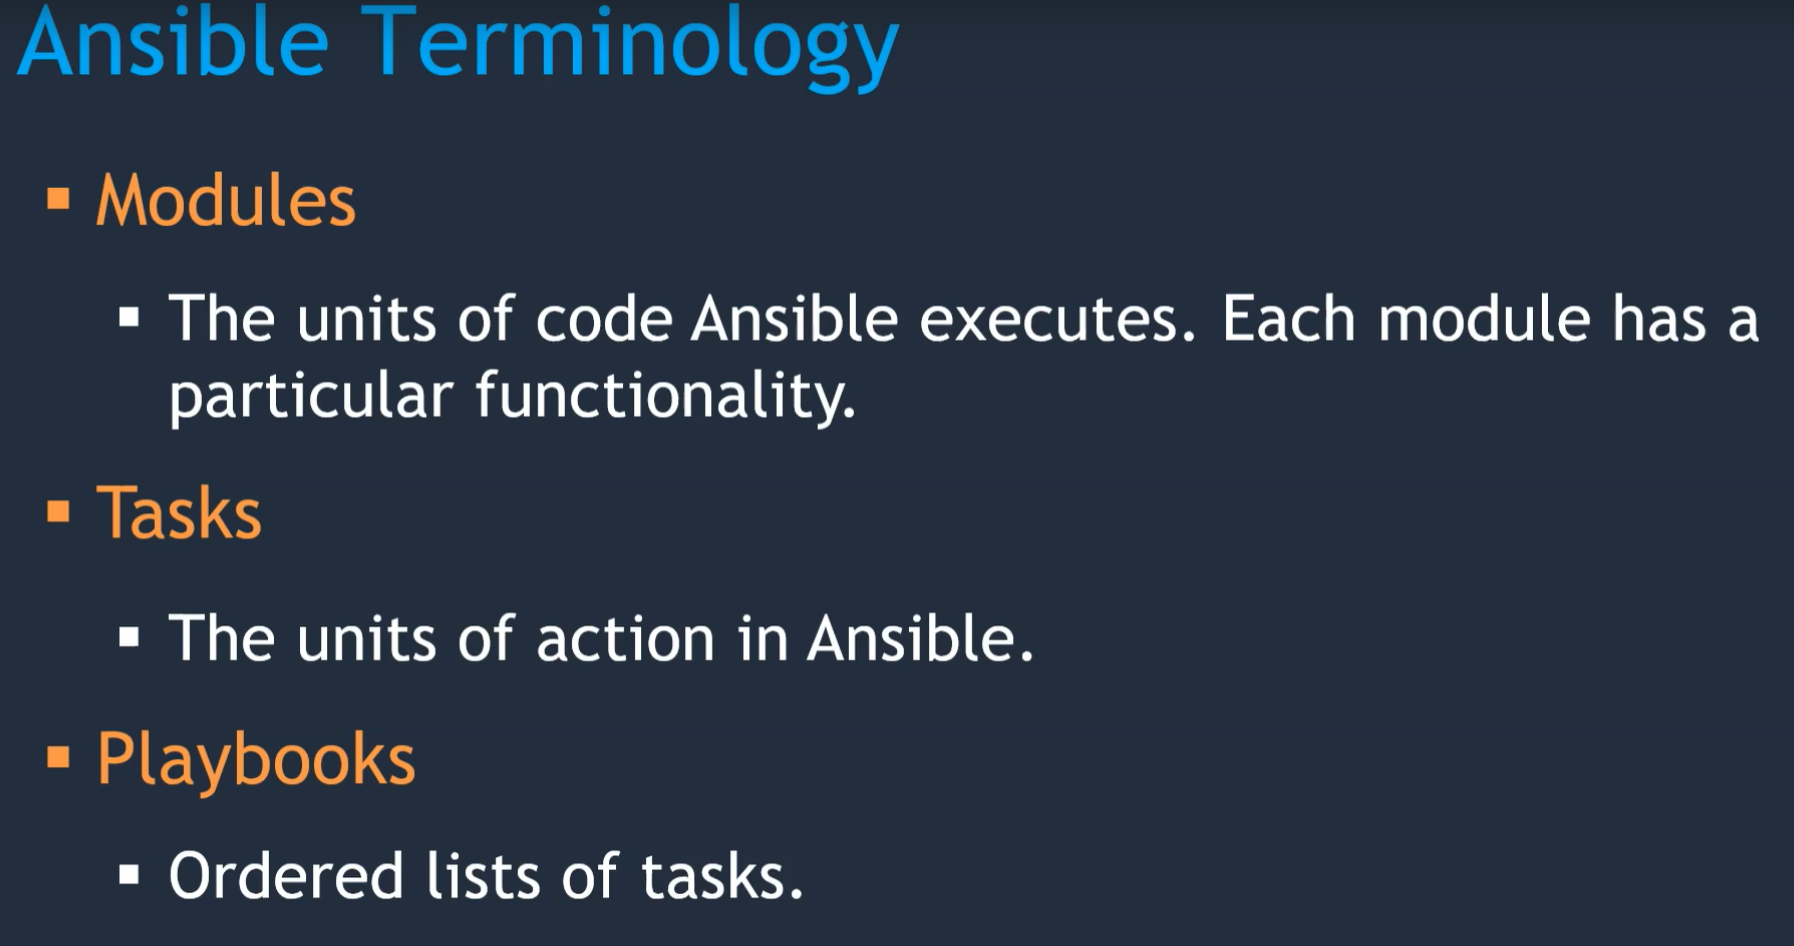 Ansible Terminology
▪ Modules
▪ The units of code Ansible executes. Each module has a
particular functionality.
▪ Tasks
▪ The units of action in Ansible.
▪ Playbooks
▪ Ordered lists of tasks.